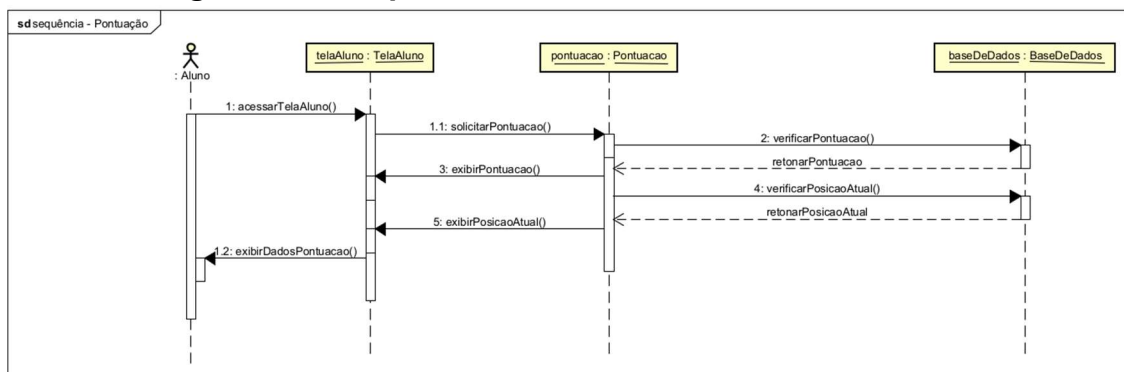 sd sequência - Pontuação
: Aluno
telaAluno : TelaAluno
pontuacao : Pontuacao
baseDeDados : BaseDeDados
1: acessarTelaAluno()
1.1: solicitarPontuacao()
2: verificarPontuacao()
retonarPontuacao
3: exibirPontuacao()
4: verificarPosicaoAtual()
retonarPosicaoAtual
5: exibirPosicaoAtual()
1.2: exibirDadosPontuacao()